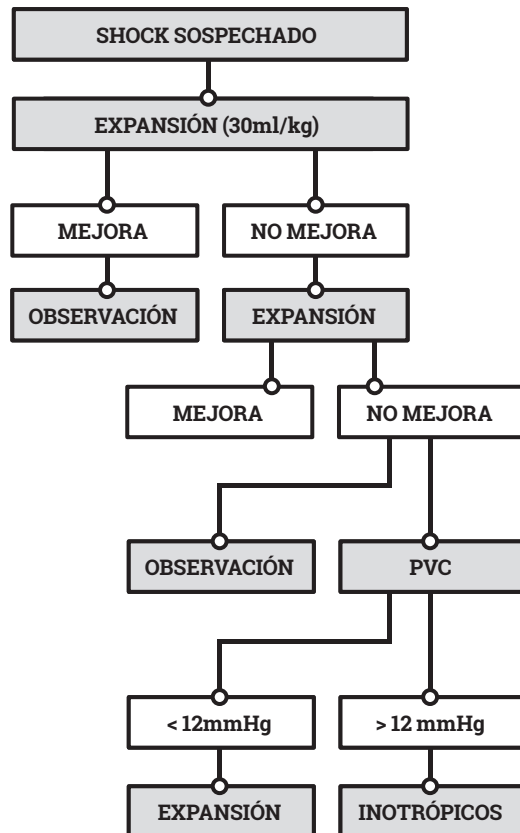 SHOCK SOSPECHADO
EXPANSIÓN (30ml/kg)
MEJORA
NO MEJORA
OBSERVACIÓN
EXPANSIÓN
MEJORA
NO MEJORA
OBSERVACIÓN
PVC
< 12mmHg
> 12 mmHg
EXPANSIÓN
INOTRÓPICOS